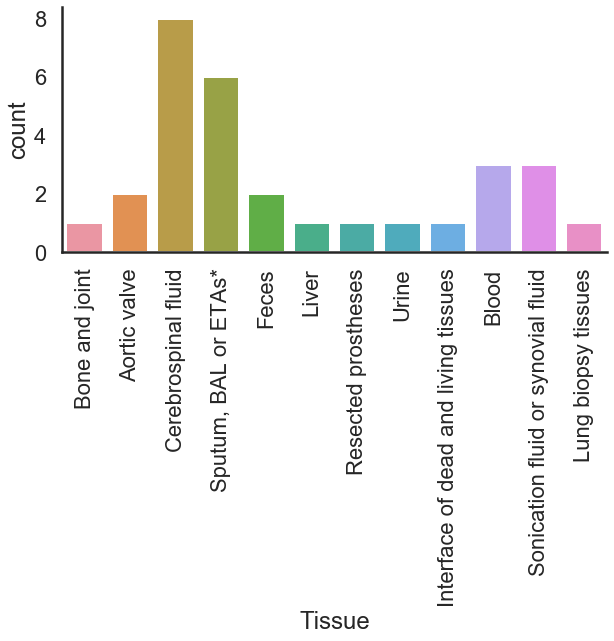 8
6
4
2
0
count
Bone and joint
Aortic valve
Cerebrospinal fluid
Sputum, BAL or ETAs*
Feces
Liver
Resected prostheses
Urine
Interface of dead and living tissues
Blood
Sonication fluid or synovial fluid
Lung biopsy tissues
Tissue